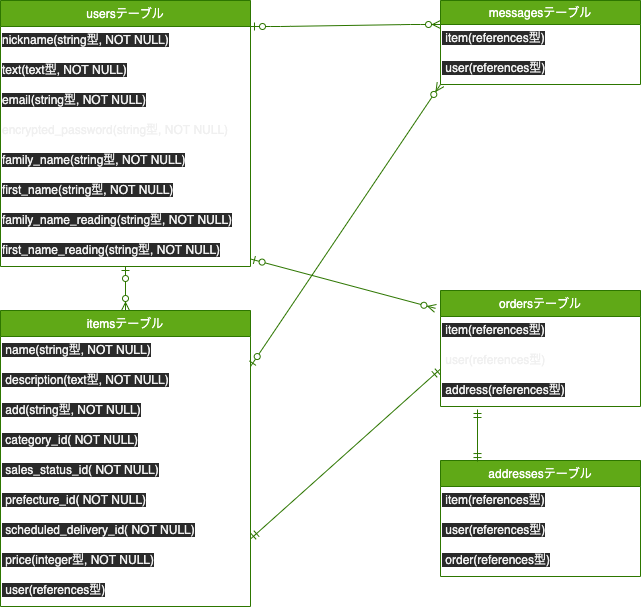 usersテーブル
nickname(string型, NOT NULL)
text(text型, NOT NULL)
email(string型, NOT NULL)
encrypted_password(string型, NOT NULL)
family_name(string型, NOT NULL)
first_name(string型, NOT NULL)
family_name_reading(string型, NOT NULL)
first_name_reading(string型, NOT NULL)
messagesテーブル
item(references型)
user(references型)
itemsテーブル
name(string型, NOT NULL)
description(text型, NOT NULL)
add(string型, NOT NULL)
category_id( NOT NULL)
sales_status_id( NOT NULL)
prefecture_id( NOT NULL)
scheduled_delivery_id( NOT NULL)
price(integer型, NOT NULL)
user(references型)
ordersテーブル
item(references型)
user(references型)
address(references型)
addressesテーブル
item(references型)
user(references型)
order(references型)